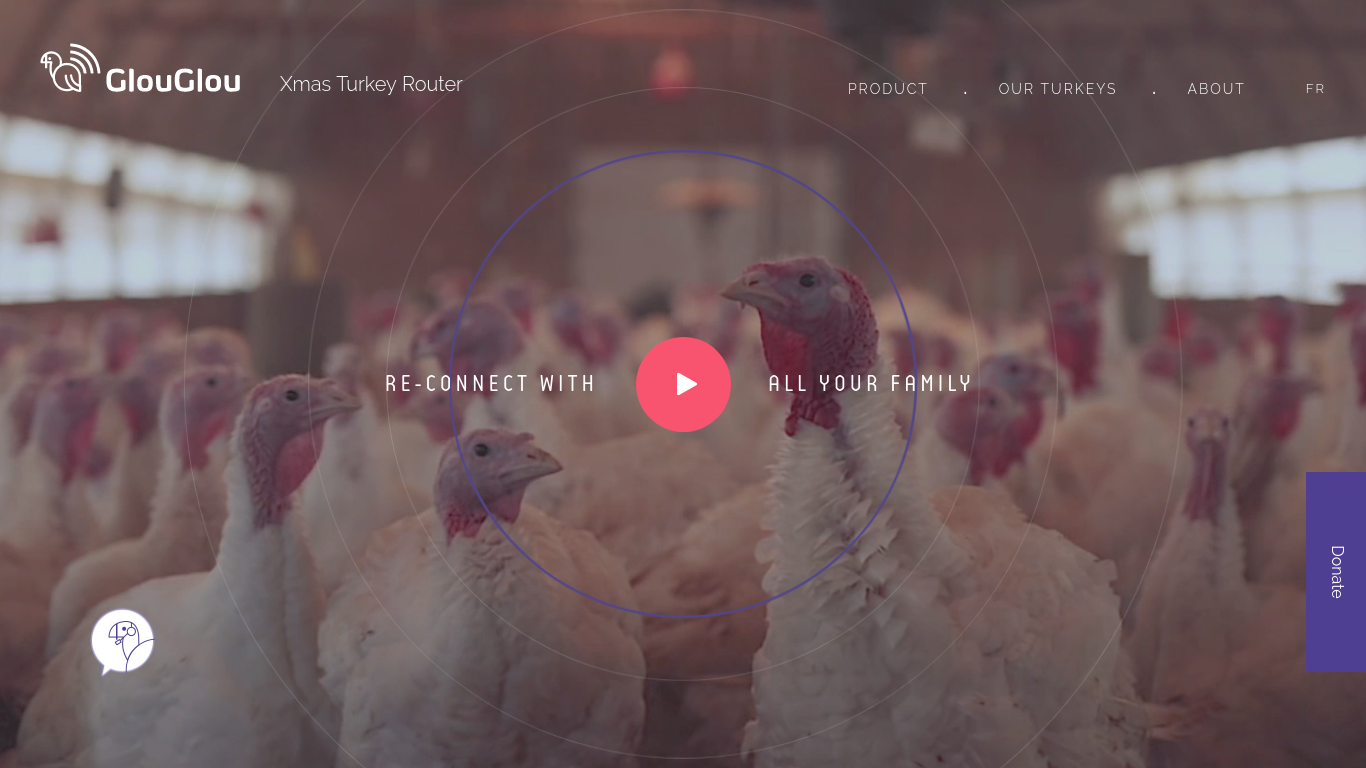 GlouGlou
Xmas Turkey Router
PRODUCT . OUR TURKEYS . ABOUT FR
RE-CONNECT WITH ALL YOUR FAMILY
Donate